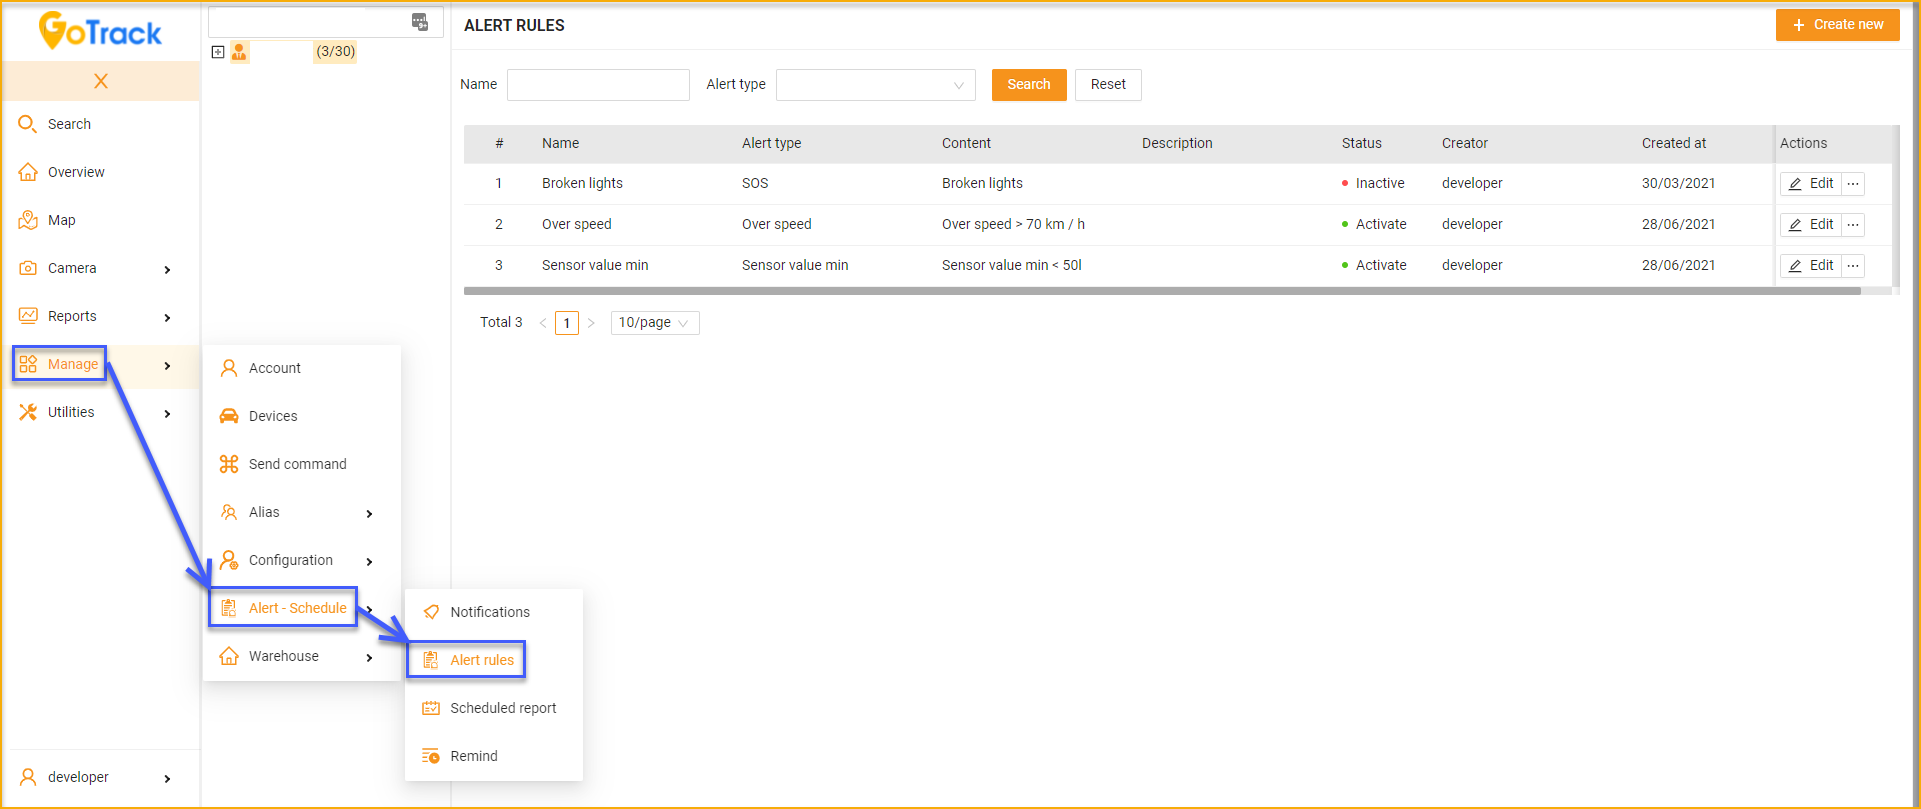 GoTrack
Search
Overview
Map
Camera
Reports
Manage
Utilities
developer
9+
(3/30)
Account
Devices
Send command
Alias
Configuration
Alert - Schedule
Warehouse
Notifications
Alert rules
Scheduled report
Remind
ALERT RULES
+ Create new
Name
Alert type
Search
Reset
# Name Alert type Content Description Status Creator Created at Actions
1 Broken lights SOS Broken lights Inactive developer 30/03/2021 Edit ...
2 Over speed Over speed Over speed > 70 km / h Activate developer 28/06/2021 Edit ...
3 Sensor value min Sensor value min Sensor value min < 50l Activate developer 28/06/2021 Edit ...
Total 3 < 1 > 10/page